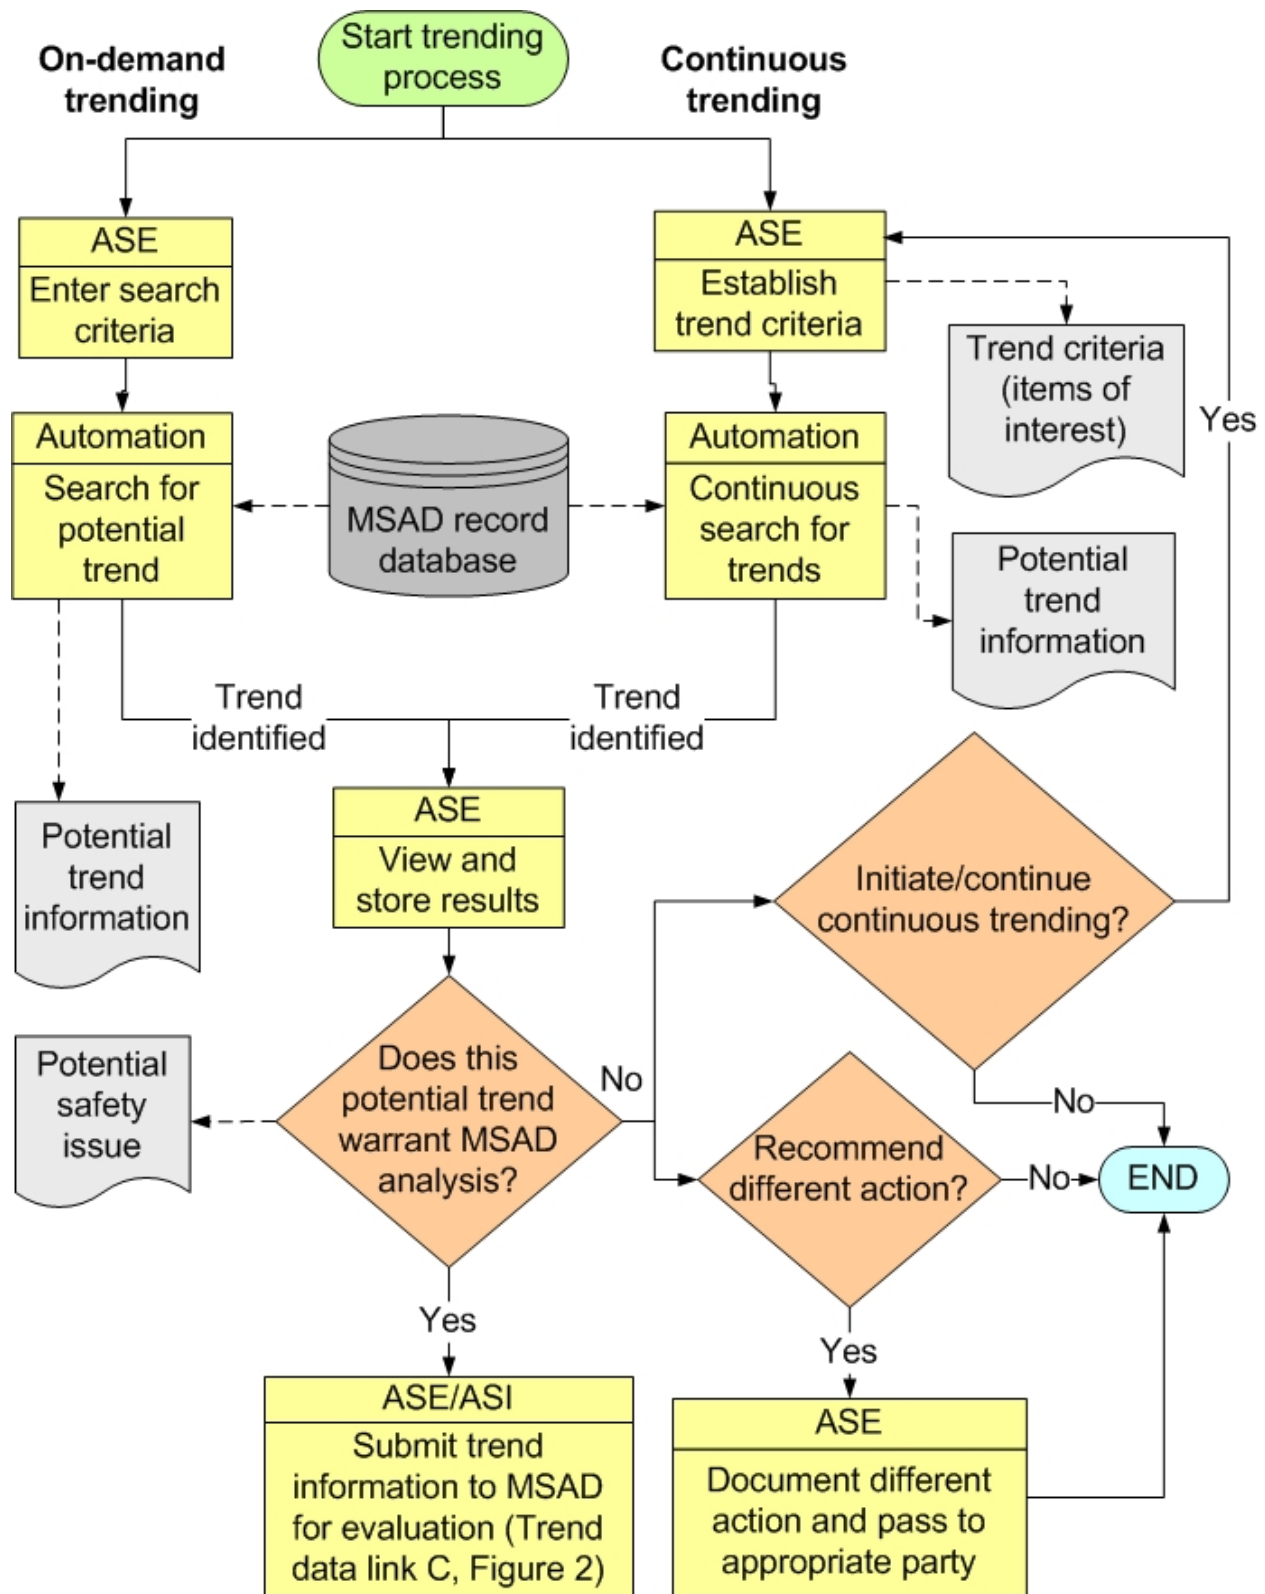 Start trending
process
On-demand
trending
Continuous
trending
ASE
Enter search
criteria
ASE
Establish
trend criteria
Trend criteria
(items of
interest)
Yes
Automation
Search for
potential
trend
MSAD record
database
Automation
Continuous
search for
trends
Potential
trend
information
Trend
identified
Trend
identified
Potential
trend
information
ASE
View and
store results
Initiate/continue
continuous trending?
Potential
safety
issue
Does this
potential trend
warrant MSAD
analysis?
No
Recommend
different action?
No
No
END
Yes
Yes
ASE/ASI
Submit trend
information to MSAD
for evaluation (Trend
data link C, Figure 2)
ASE
Document different
action and pass to
appropriate party